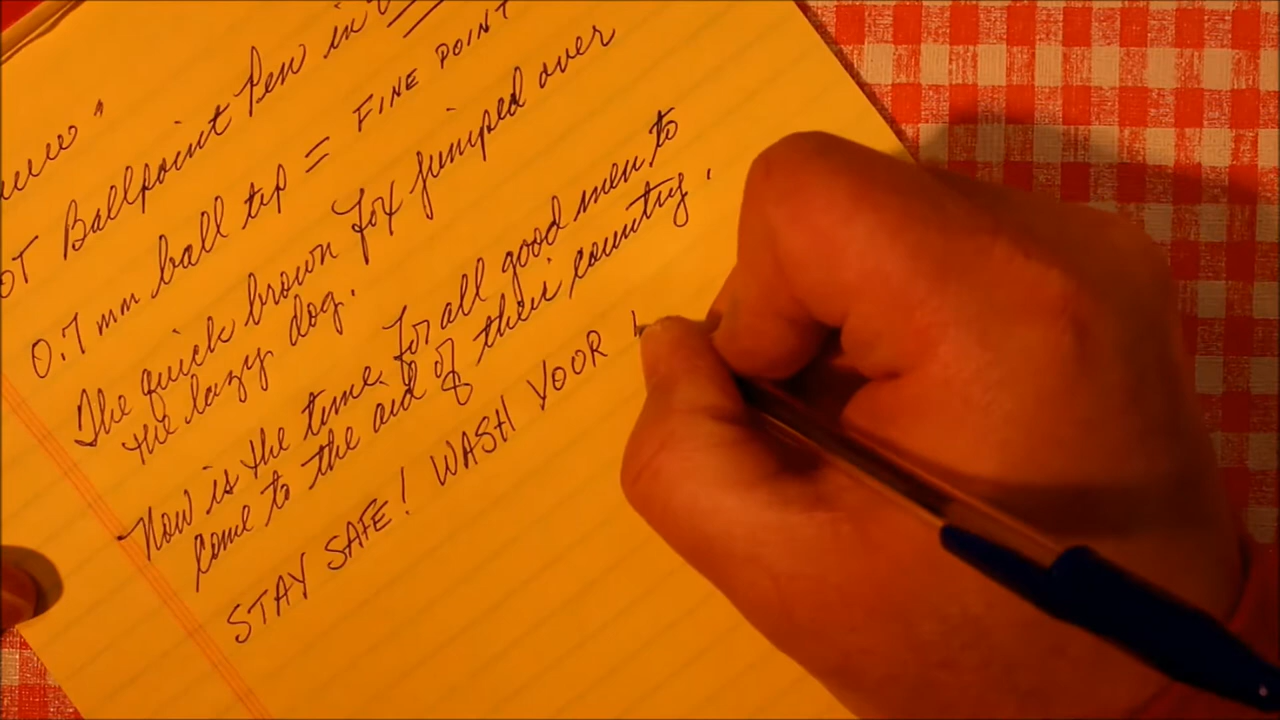 Ballpoint Pen in
0.7 mm ball tip = FINE POINT
The quick brown fox jumped over
the lazy dog.
Now is the time for all good men to
come to the aid of their country.
STAY SAFE! WASH YOOR